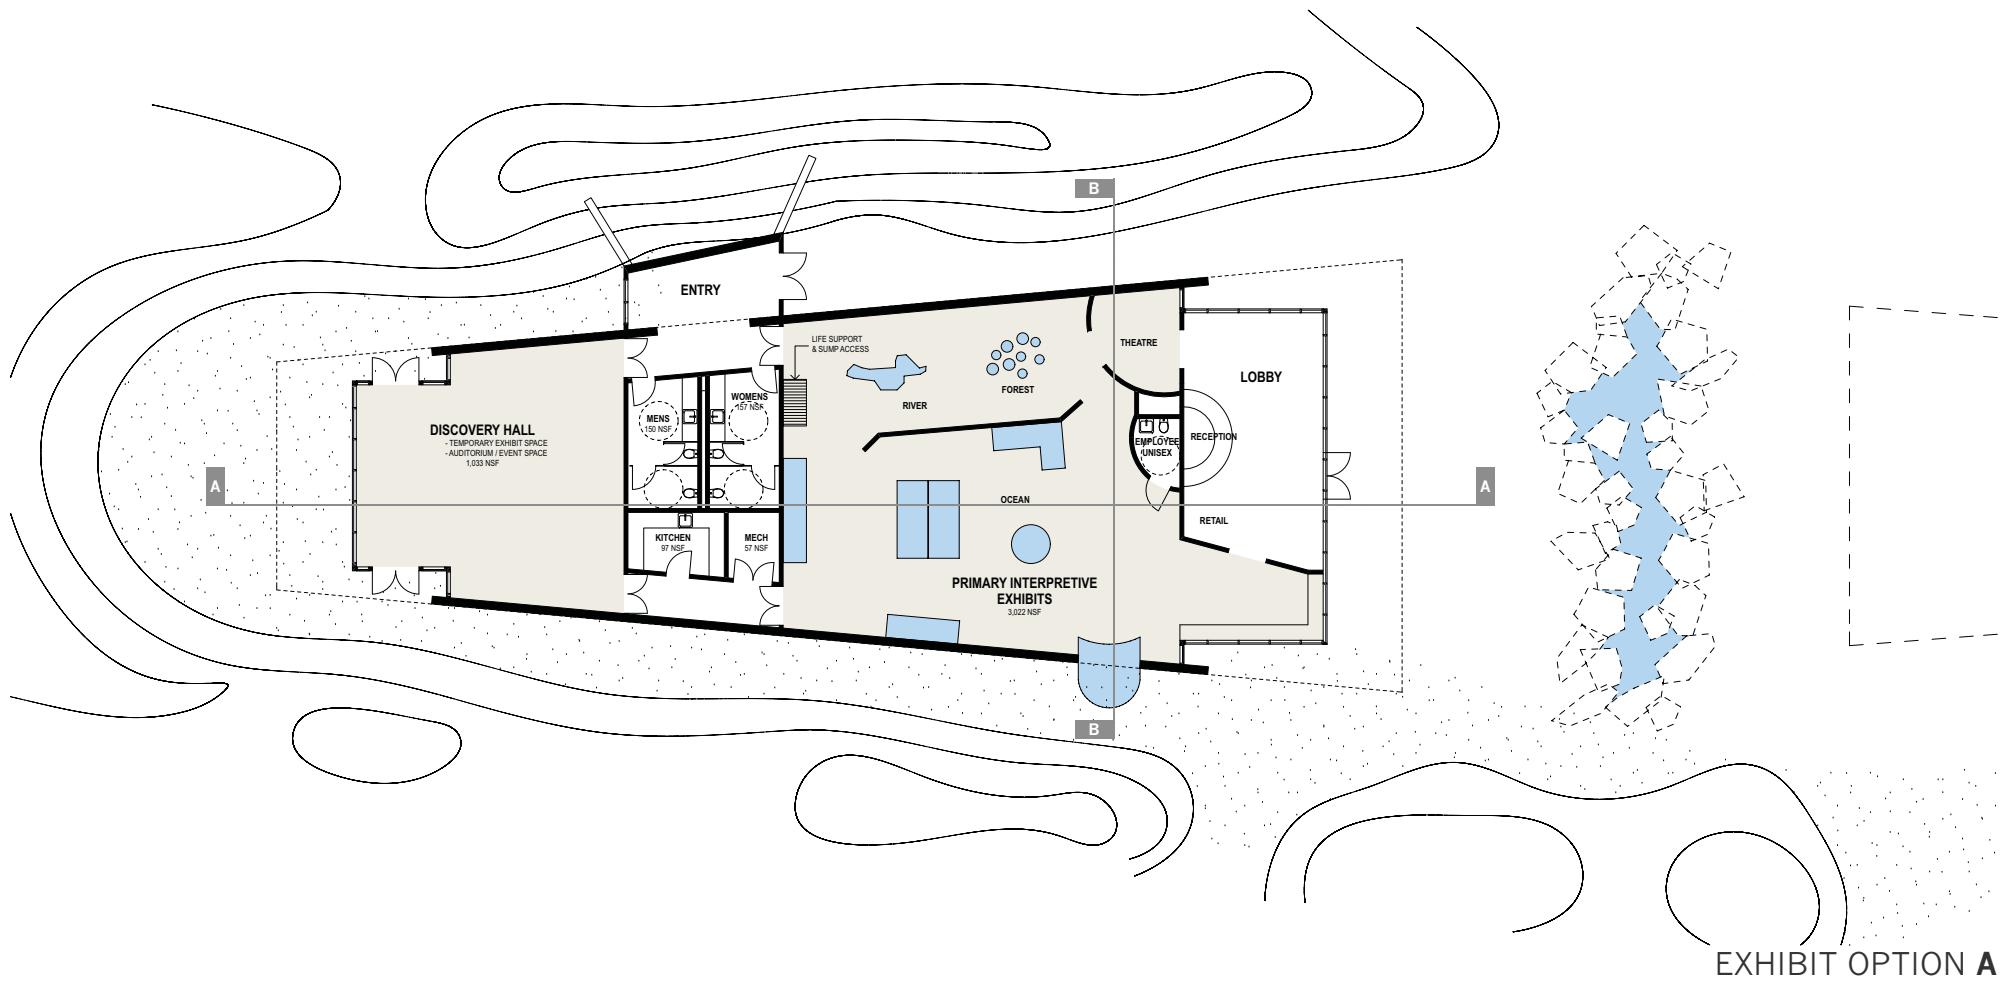 B
ENTRY
LIFE SUPPORT
& SUMP ACCESS
THEATRE
LOBBY
RIVER
FOREST
WOMENS
157 NSF
MENS
150 NSF
DISCOVERY HALL
- TEMPORARY EXHIBIT SPACE
- AUDITORIUM / EVENT SPACE
1,033 NSF
EMPLOYEE
UNISEX
RECEPTION
A
A
OCEAN
RETAIL
KITCHEN
97 NSF
MECH
57 NSF
PRIMARY INTERPRETIVE
EXHIBITS
3,022 NSF
B
EXHIBIT OPTION A